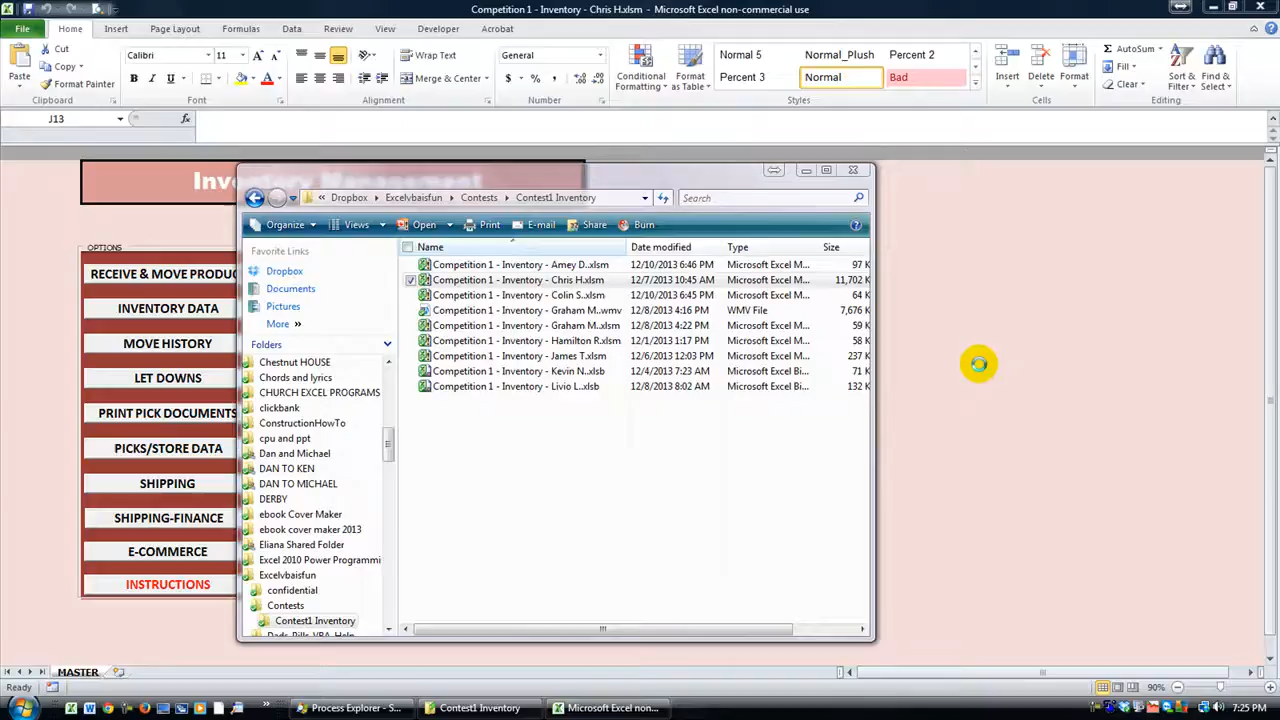 Competition 1 - Inventory - Chris H.xlsm - Microsoft Excel non-commercial use
File Home Insert Page Layout Formulas Data Review View Developer Acrobat
Paste Cut Copy Format Painter
Clipboard
Calibri 11
B I U
Font
Wrap Text
Merge & Center
Alignment
General
$ % ,
Number
Conditional Formatting Format as Table
Normal 5 Normal_Plush Percent 2
Percent 3 Normal Bad
Styles
Insert Delete Format
Cells
AutoSum
Fill
Clear
Sort & Filter Find & Select
Editing
J13 fx
OPTIONS
RECEIVE & MOVE PRODUC
INVENTORY DATA
MOVE HISTORY
LET DOWNS
PRINT PICK DOCUMENTS
PICKS/STORE DATA
SHIPPING
SHIPPING-FINANCE
E-COMMERCE
INSTRUCTIONS
Dropbox Excelvbaisfun Contests Contest1 Inventory Search
Organize Views Open Print E-mail Share Burn
Favorite Links
Dropbox
Documents
Pictures
More »
Folders
Chestnut HOUSE
Chords and lyrics
CHURCH EXCEL PROGRAMS
clickbank
ConstructionHowTo
cpu and ppt
Dan and Michael
DAN TO KEN
DAN TO MICHAEL
DERBY
ebook Cover Maker
ebook cover maker 2013
Eliana Shared Folder
Excel 2010 Power Programmi
Excelvbaisfun
confidential
Contests
Contest1 Inventory
Name Date modified Type Size
Competition 1 - Inventory - Amey D..xlsm 12/10/2013 6:46 PM Microsoft Excel M... 97 K
Competition 1 - Inventory - Chris H.xlsm 12/7/2013 10:45 AM Microsoft Excel M... 11,702 K
Competition 1 - Inventory - Colin S..xlsm 12/10/2013 6:45 PM Microsoft Excel M... 64 K
Competition 1 - Inventory - Graham M..wmv 12/8/2013 4:16 PM WMV File 7,676 K
Competition 1 - Inventory - Graham M..xlsm 12/8/2013 4:22 PM Microsoft Excel M... 59 K
Competition 1 - Inventory - Hamilton R.xlsm 12/1/2013 1:17 PM Microsoft Excel M... 58 K
Competition 1 - Inventory - James T.xlsm 12/6/2013 12:03 PM Microsoft Excel M... 237 K
Competition 1 - Inventory - Kevin N..xlsb 12/4/2013 7:23 AM Microsoft Excel Bi... 71 K
Competition 1 - Inventory - Livio L..xlsb 12/8/2013 8:02 AM Microsoft Excel Bi... 132 K
MASTER
Ready 90%
Process Explorer - S... Contest1 Inventory Microsoft Excel non-... 7:25 PM